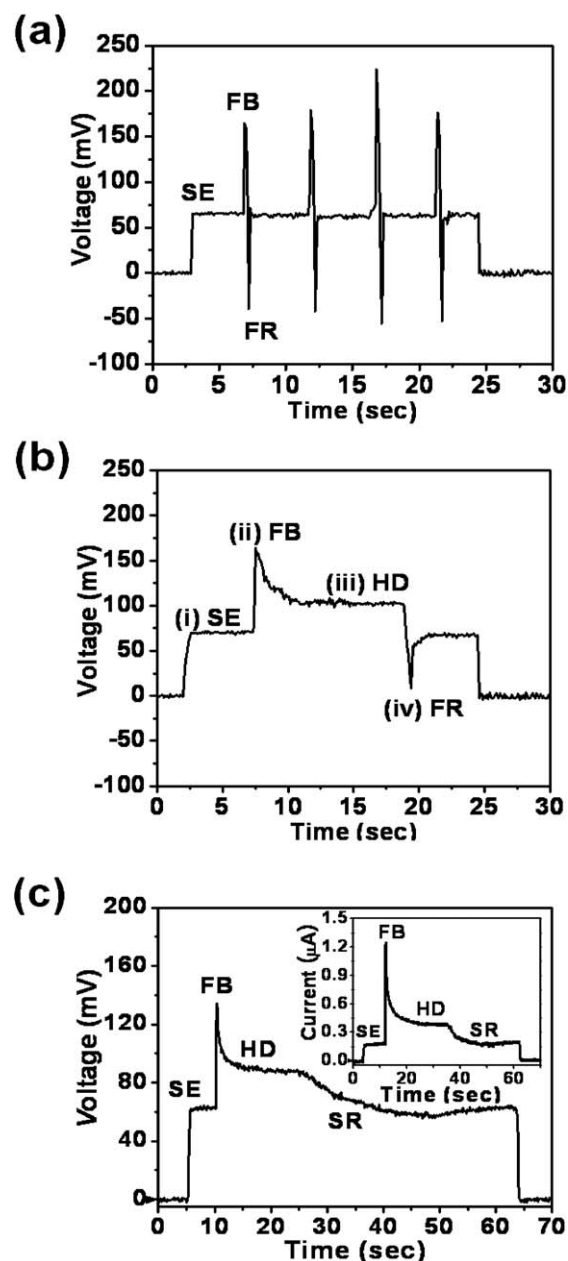 (a)
250
200
150
100
50
0
-50
-100
Voltage (mV)
FB
SE
FR
0 5 10 15 20 25 30
Time (sec)
(b)
250
200
150
100
50
0
-50
-100
Voltage (mV)
(ii) FB
(i) SE
(iii) HD
(iv) FR
0 5 10 15 20 25 30
Time (sec)
(c)
200
160
120
80
40
0
Voltage (mV)
FB
HD
SE
SR
0 10 20 30 40 50 60 70
Time (sec)
1.5
1.2
0.9
0.6
0.3
0.0
Current (μA)
FB
HD
SE
SR
0 20 40 60
Time (sec)